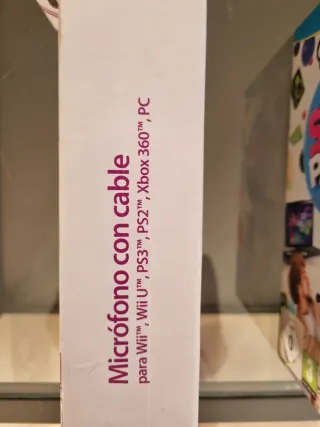 Micrófono con cable
para Wii™, Wii U™, PS3™, PS2™, Xbox 360™, PC